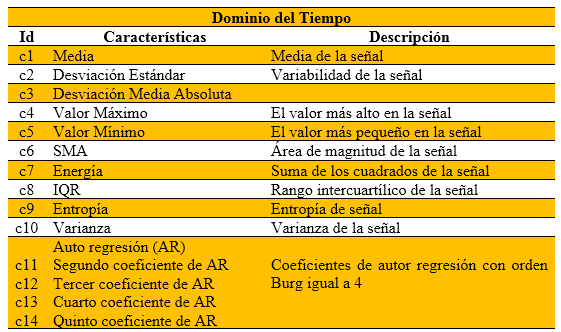 Dominio del Tiempo
Id Características Descripción
c1 Media Media de la señal
c2 Desviación Estándar Variabilidad de la señal
c3 Desviación Media Absoluta
c4 Valor Máximo El valor más alto en la señal
c5 Valor Mínimo El valor más pequeño en la señal
c6 SMA Área de magnitud de la señal
c7 Energía Suma de los cuadrados de la señal
c8 IQR Rango intercuartílico de la señal
c9 Entropía Entropía de señal
c10 Varianza Varianza de la señal
Auto regresión (AR)
c11 Segundo coeficiente de AR Coeficientes de autor regresión con orden
c12 Tercer coeficiente de AR Burg igual a 4
c13 Cuarto coeficiente de AR
c14 Quinto coeficiente de AR